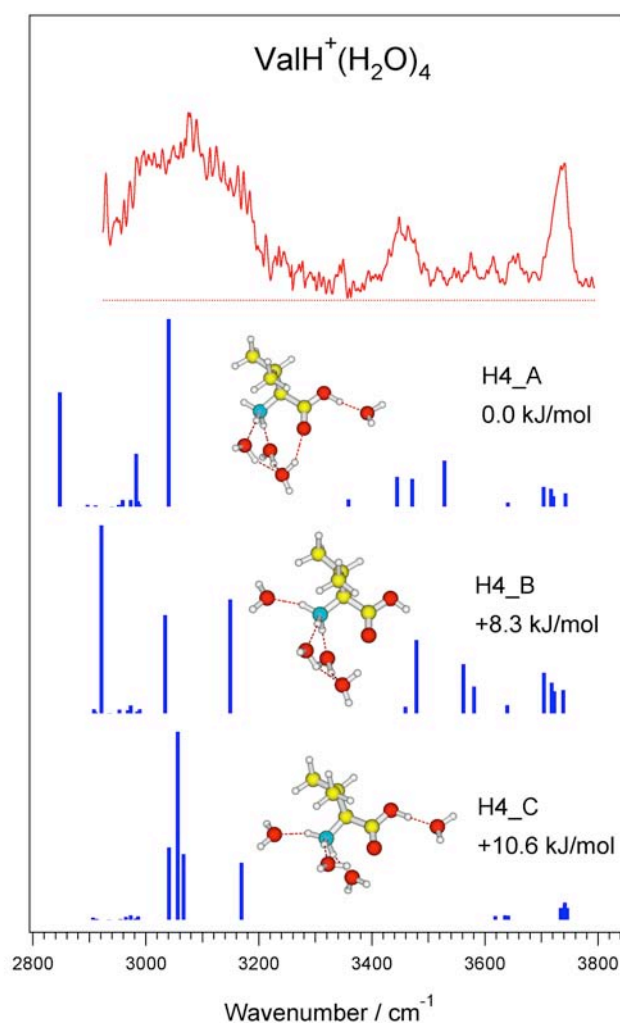 ValH⁺(H₂O)₄
H4_A
0.0 kJ/mol
H4_B
+8.3 kJ/mol
H4_C
+10.6 kJ/mol
2800 3000 3200 3400 3600 3800
Wavenumber / cm⁻¹